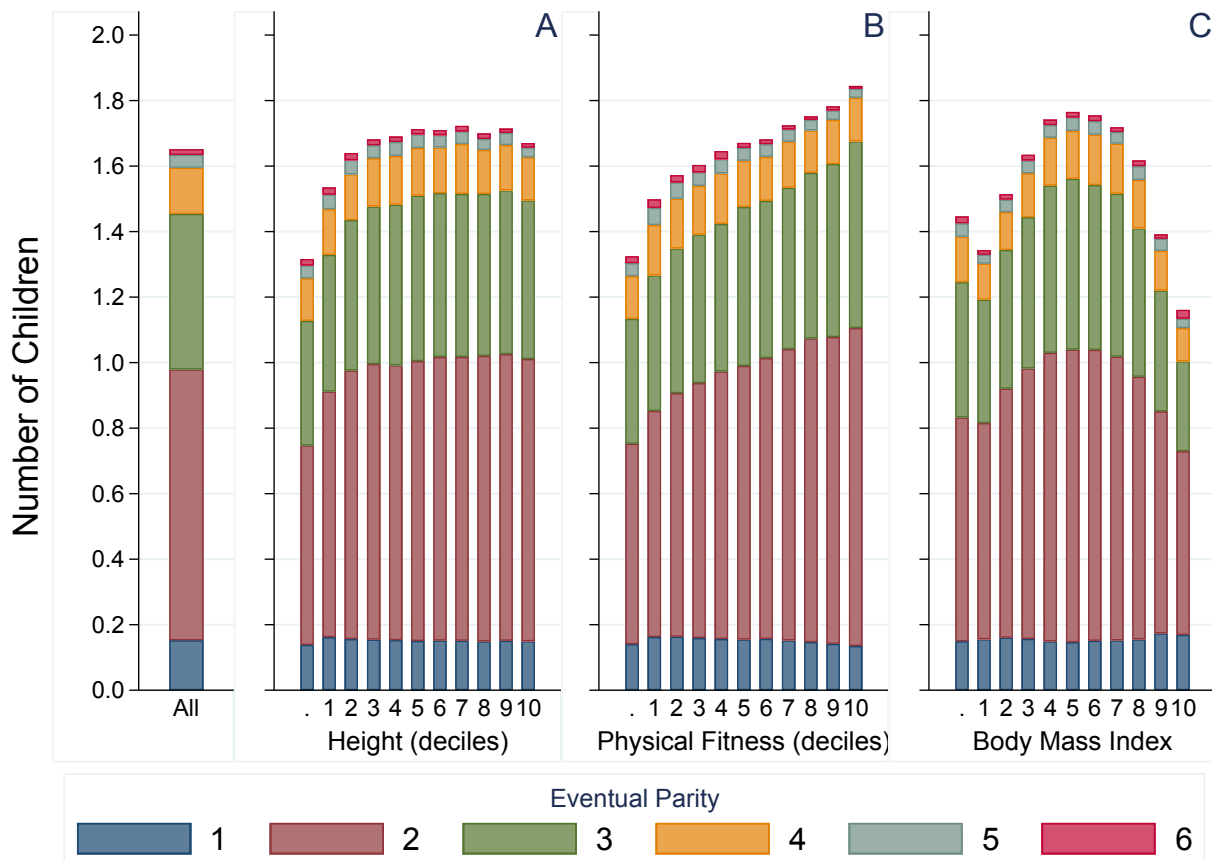 Number of Children
2.0
1.8
1.6
1.4
1.2
1.0
0.8
0.6
0.4
0.2
0.0
All
A
. 1 2 3 4 5 6 7 8 9 10
Height (deciles)
B
. 1 2 3 4 5 6 7 8 9 10
Physical Fitness (deciles)
C
. 1 2 3 4 5 6 7 8 9 10
Body Mass Index
Eventual Parity
1 2 3 4 5 6